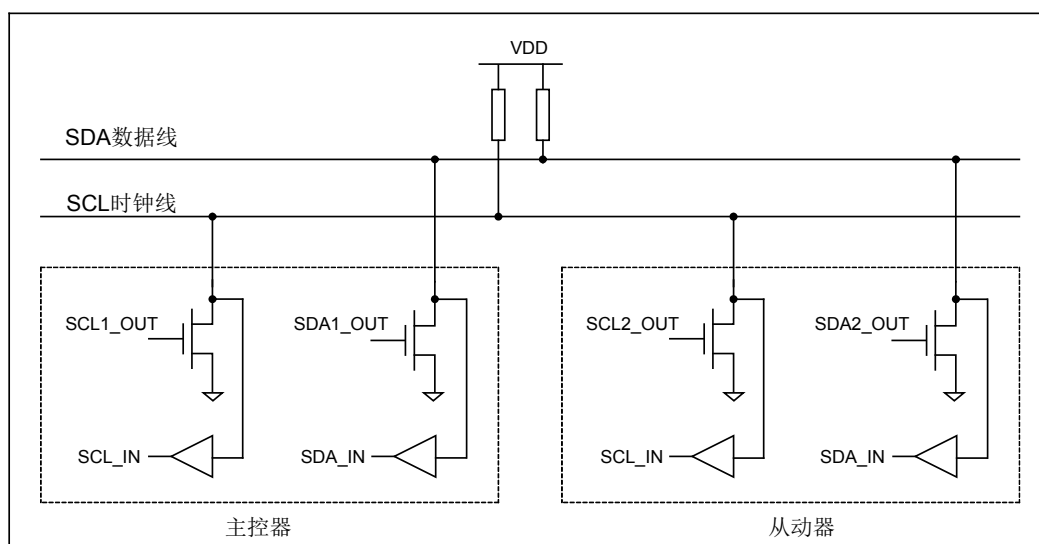 VDD
SDA数据线
SCL时钟线
SCL1_OUT
SDA1_OUT
SCL2_OUT
SDA2_OUT
SCL_IN
SDA_IN
SCL_IN
SDA_IN
主控器
从动器